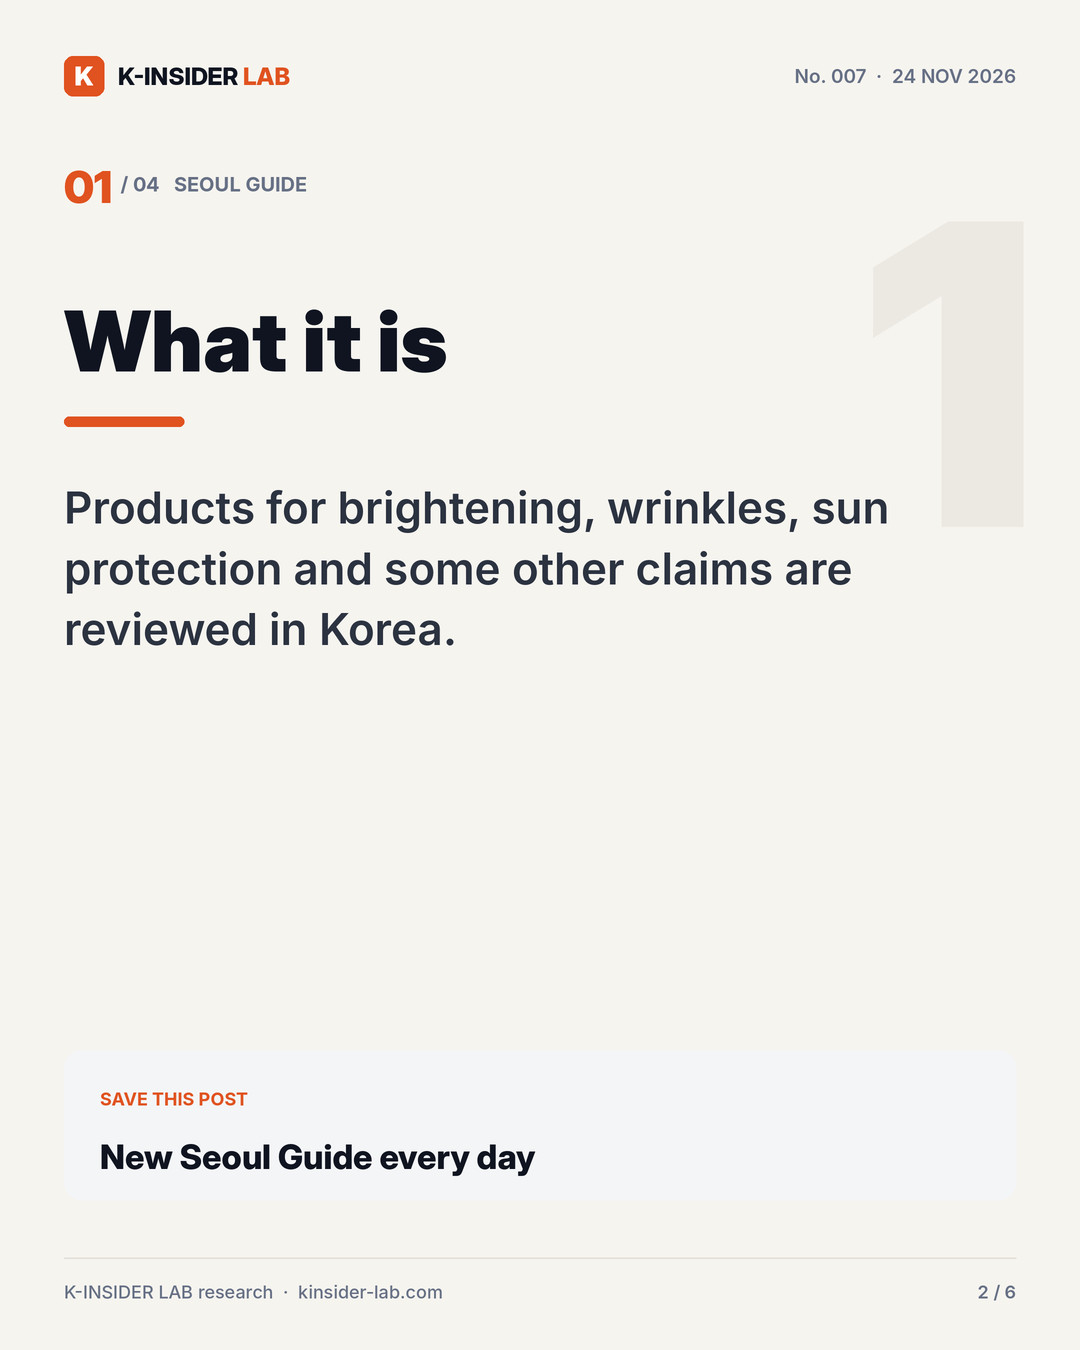 K K-INSIDER LAB
No. 007 · 24 NOV 2026
01 / 04 SEOUL GUIDE
1
What it is
Products for brightening, wrinkles, sun
protection and some other claims are
reviewed in Korea.
SAVE THIS POST
New Seoul Guide every day
K-INSIDER LAB research · kinsider-lab.com
2 / 6